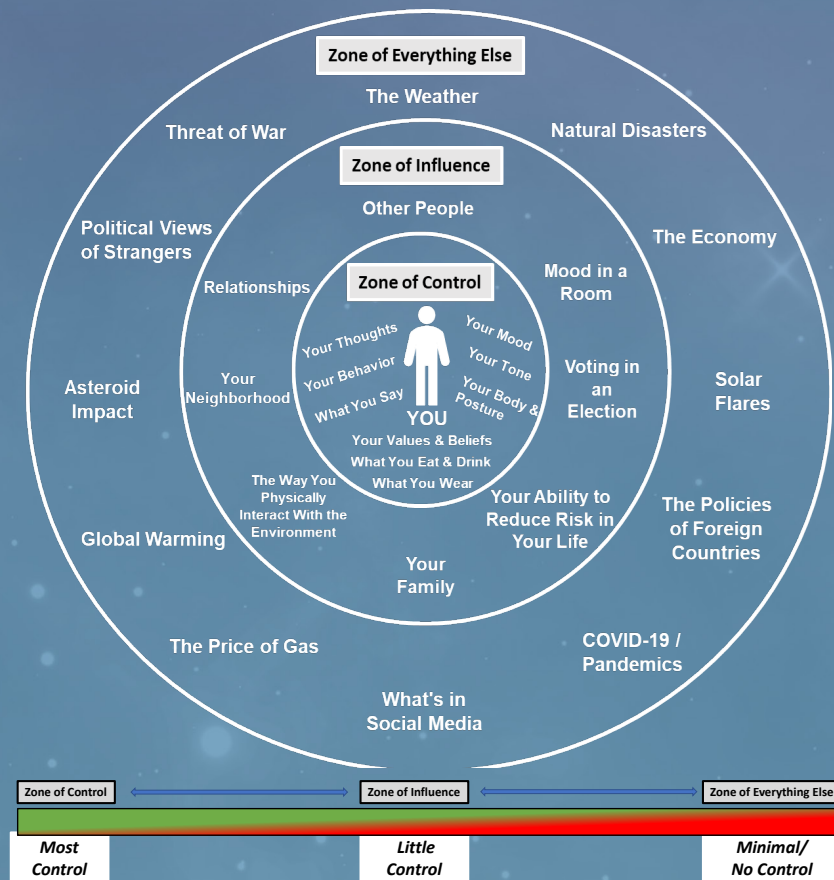 Zone of Everything Else
The Weather
Threat of War
Natural Disasters
Zone of Influence
Other People
Political Views
of Strangers
The Economy
Relationships
Mood in a
Room
Zone of Control
Your Thoughts
Your Behavior
What You Say
Your Mood
Your Tone
Your Body &
Posture
YOU
Your Values & Beliefs
What You Eat & Drink
What You Wear
Asteroid
Impact
Your
Neighborhood
Voting in
an
Election
Solar
Flares
The Way You
Physically
Interact With the
Environment
Your Ability to
Reduce Risk in
Your Life
Global Warming
The Policies
of Foreign
Countries
Your
Family
The Price of Gas
COVID-19 /
Pandemics
What's in
Social Media
Zone of Control
Zone of Influence
Zone of Everything Else
Most
Control
Little
Control
Minimal/
No Control